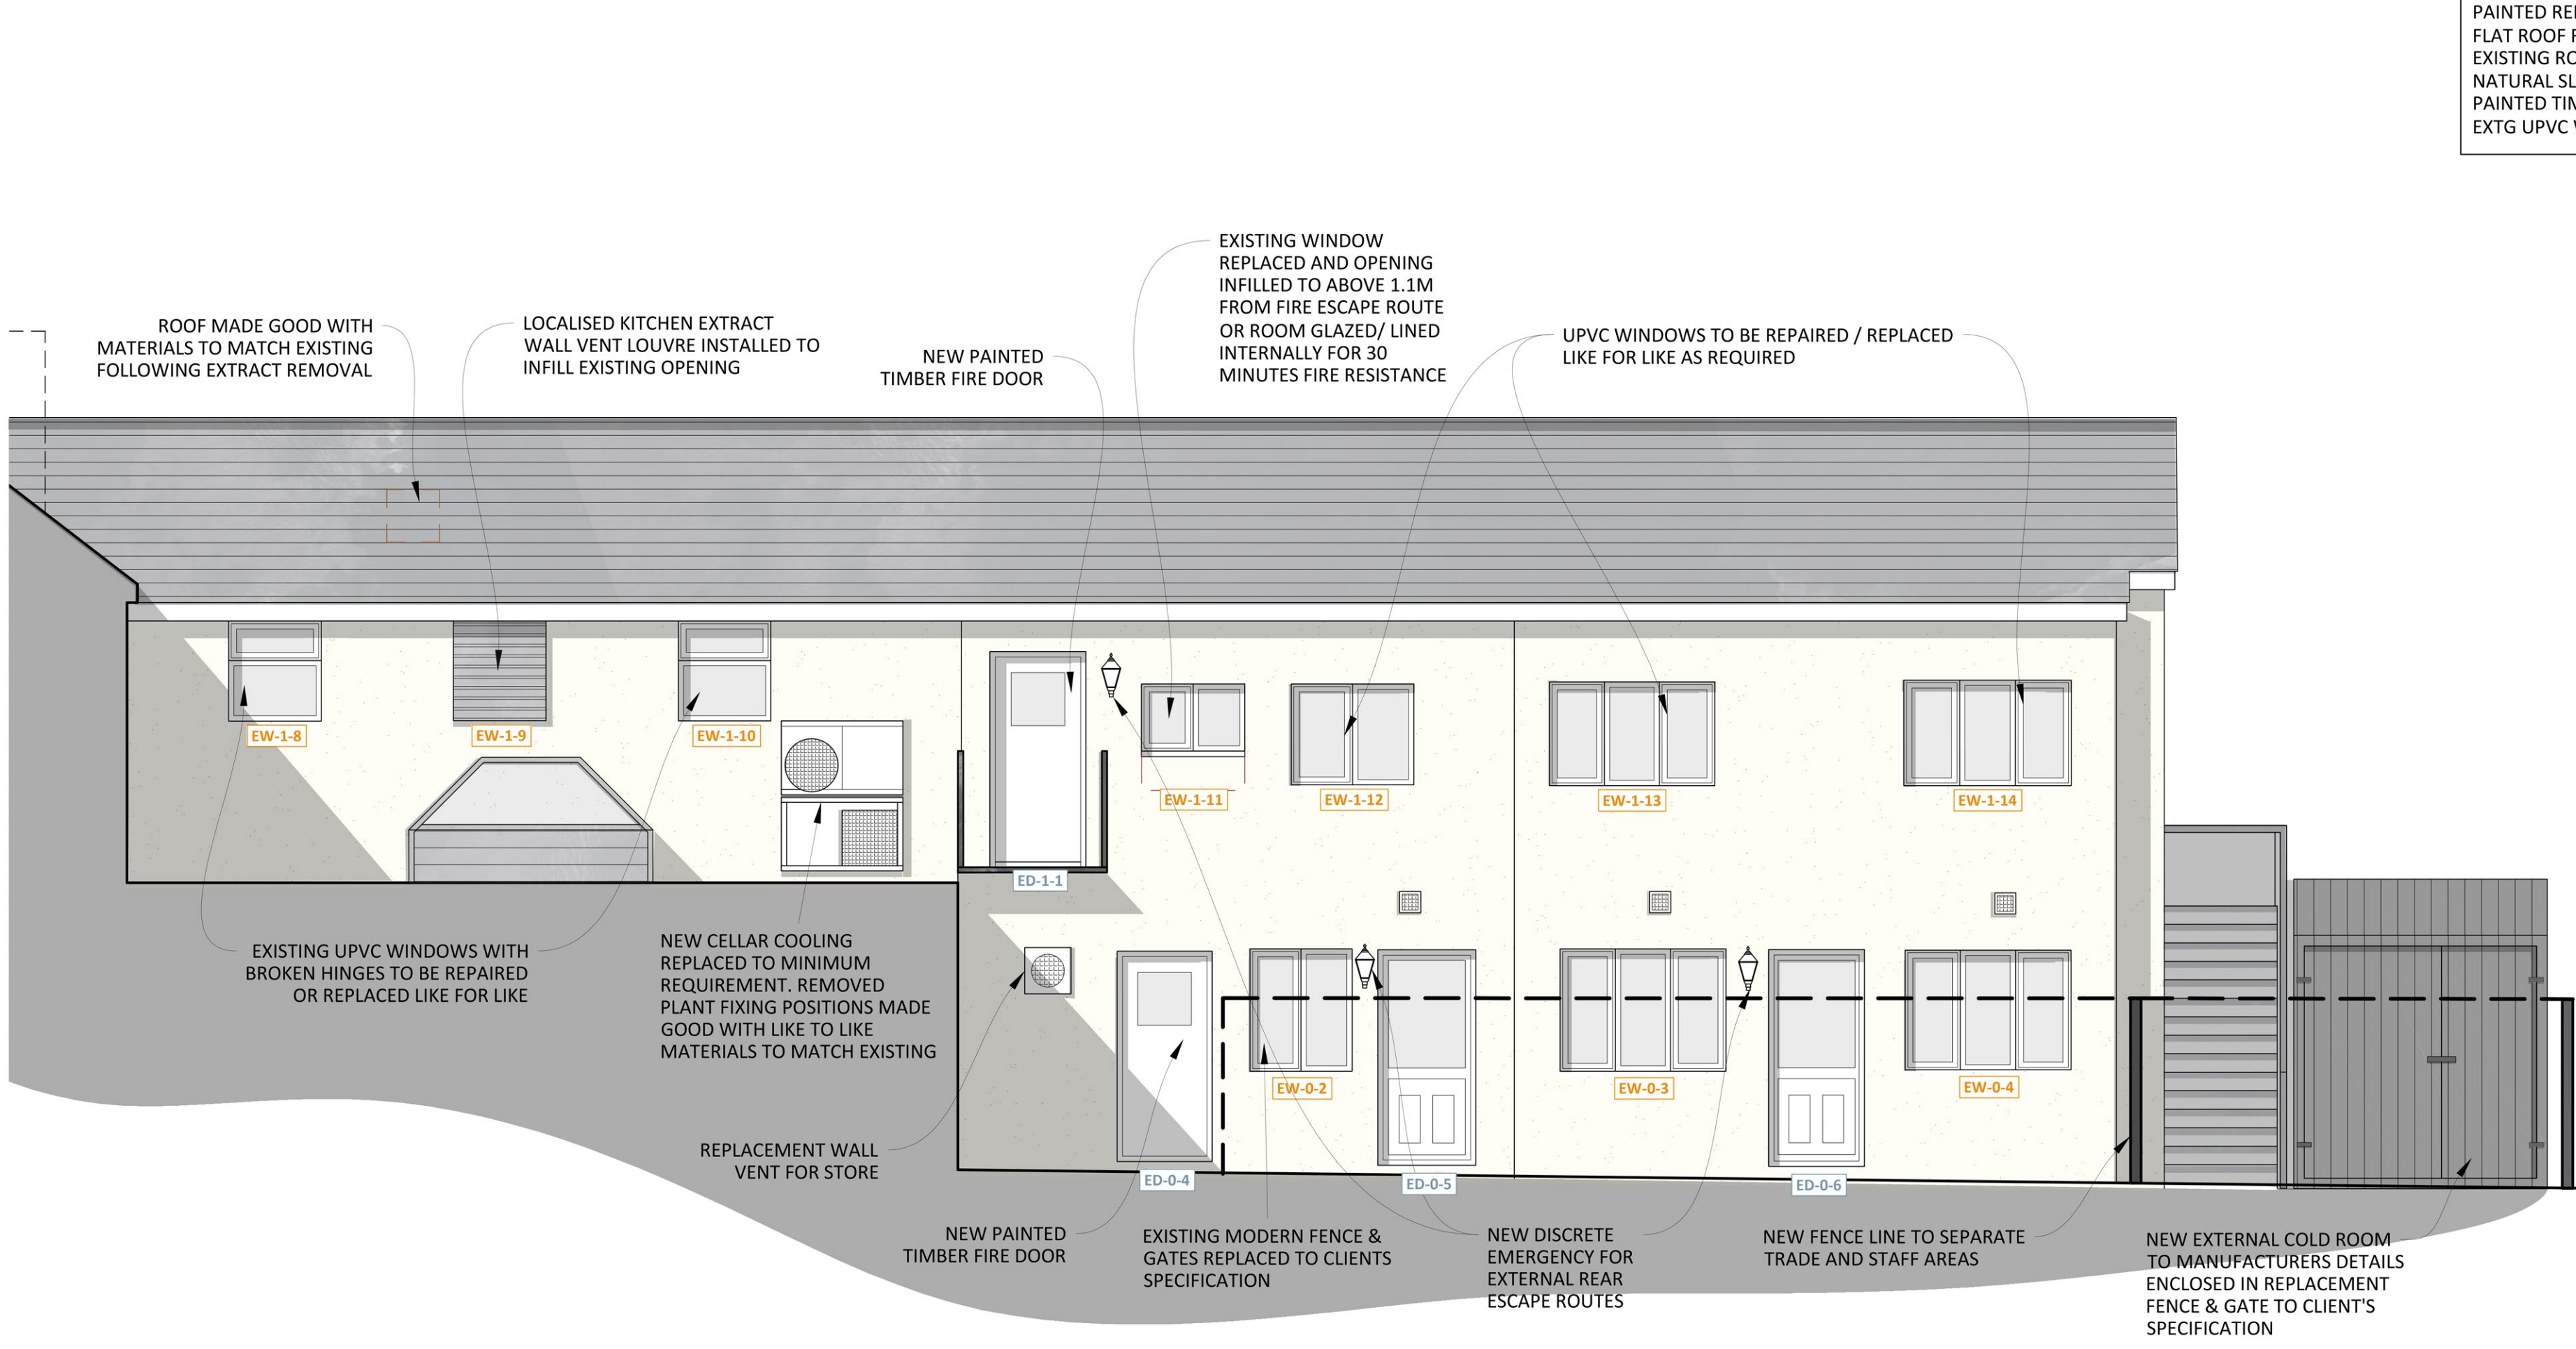 PAINTED
FLAT ROOF
EXISTING
NATURAL
PAINTED
EXTG UPVC
EXISTING WINDOW
REPLACED AND OPENING
INFILLED TO ABOVE 1.1M
FROM FIRE ESCAPE ROUTE
OR ROOM GLAZED/ LINED
INTERNALLY FOR 30
MINUTES FIRE RESISTANCE
ROOF MADE GOOD WITH
MATERIALS TO MATCH EXISTING
FOLLOWING EXTRACT REMOVAL
LOCALISED KITCHEN EXTRACT
WALL VENT LOUVRE INSTALLED TO
INFILL EXISTING OPENING
NEW PAINTED
TIMBER FIRE DOOR
UPVC WINDOWS TO BE REPAIRED / REPLACED
LIKE FOR LIKE AS REQUIRED
EW-1-8
EW-1-9
EW-1-10
EW-1-11
EW-1-12
EW-1-13
EW-1-14
ED-1-1
EXISTING UPVC WINDOWS WITH
BROKEN HINGES TO BE REPAIRED
OR REPLACED LIKE FOR LIKE
NEW CELLAR COOLING
REPLACED TO MINIMUM
REQUIREMENT. REMOVED
PLANT FIXING POSITIONS MADE
GOOD WITH LIKE TO LIKE
MATERIALS TO MATCH EXISTING
EW-0-2
EW-0-3
EW-0-4
REPLACEMENT WALL
VENT FOR STORE
ED-0-4
ED-0-5
ED-0-6
NEW PAINTED
TIMBER FIRE DOOR
EXISTING MODERN FENCE &
GATES REPLACED TO CLIENTS
SPECIFICATION
NEW DISCRETE
EMERGENCY FOR
EXTERNAL REAR
ESCAPE ROUTES
NEW FENCE LINE TO SEPARATE
TRADE AND STAFF AREAS
NEW EXTERNAL COLD ROOM
TO MANUFACTURERS DETAILS
ENCLOSED IN REPLACEMENT
FENCE & GATE TO CLIENT'S
SPECIFICATION